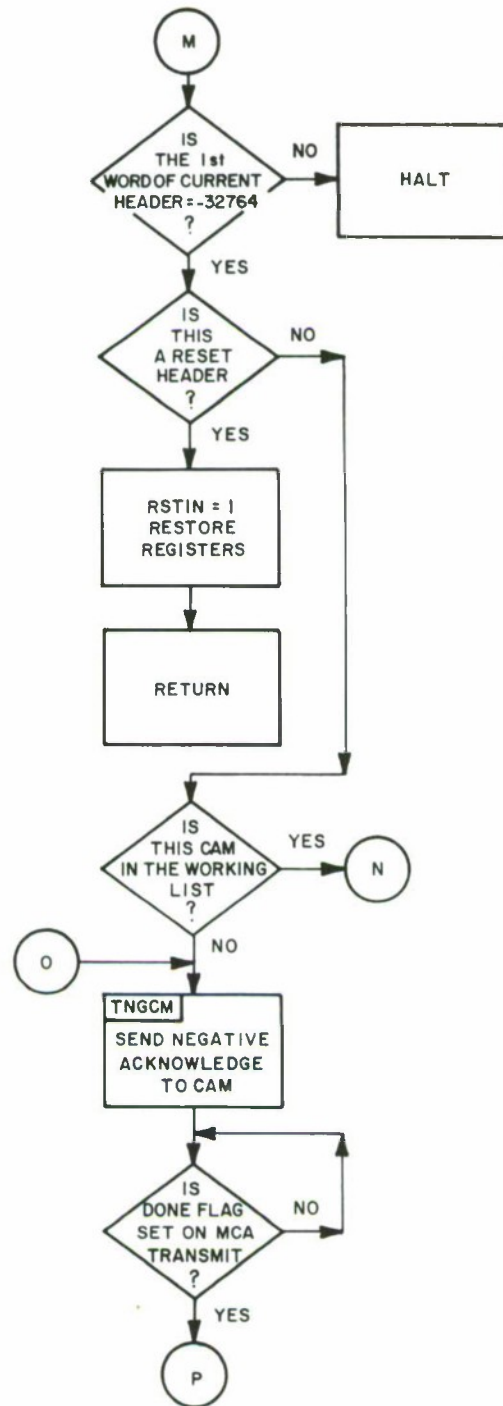 M
IS
THE 1st
WORD OF CURRENT
HEADER = -32764
?
NO
HALT
YES
IS
THIS
A RESET
HEADER
?
NO
YES
RSTIN = 1
RESTORE
REGISTERS
RETURN
IS
THIS CAM
IN THE WORKING
LIST
?
YES
N
NO
O
TNGCM
SEND NEGATIVE
ACKNOWLEDGE
TO CAM
IS
DONE FLAG
SET ON MCA
TRANSMIT
?
NO
YES
P